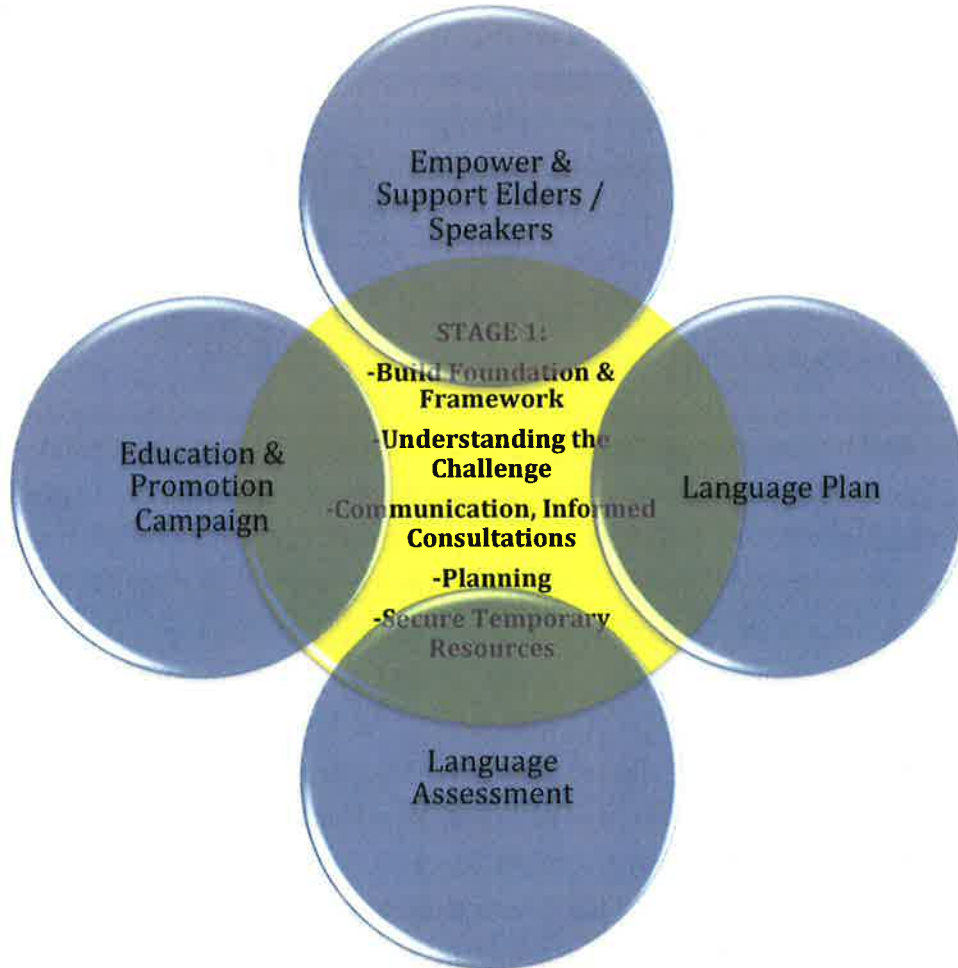 Empower &
Support Elders /
Speakers
STAGE 1:
-Build Foundation &
Framework
-Understanding the
Challenge
-Communication, Informed
Consultations
-Planning
-Secure Temporary
Resources
Education &
Promotion
Campaign
Language Plan
Language
Assessment